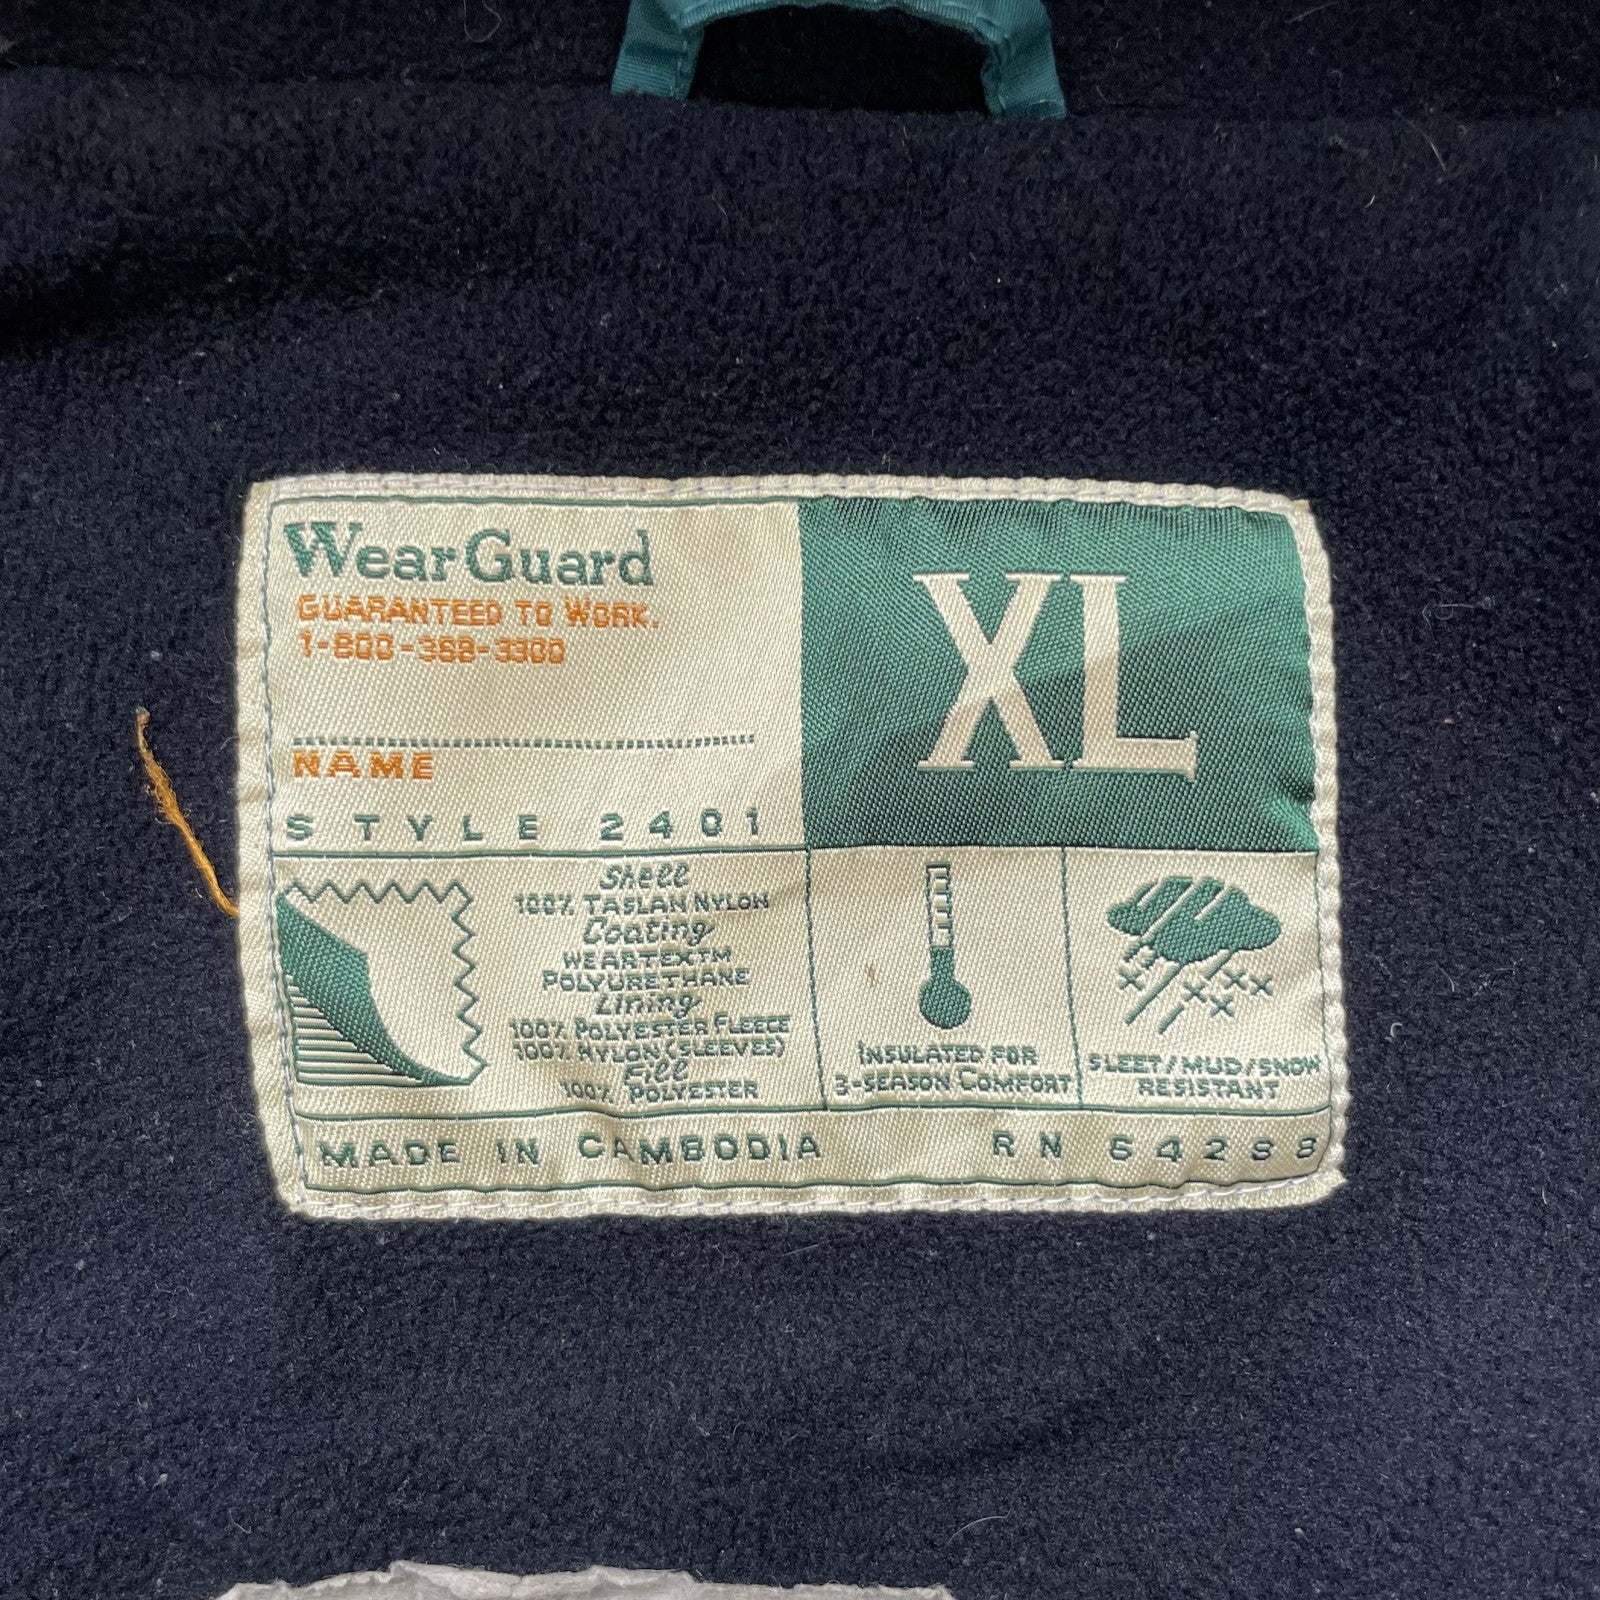 WearGuard
GUARANTEED TO WORK.
1-800-388-3300
NAME
STYLE 2401
XL
Shell
100% TASLAN NYLON
Coating
WEARTEX™
POLYURETHANE
Lining
100% POLYESTER FLEECE
100% NYLON (SLEEVES)
Fill
100% POLYESTER
INSULATED FOR
3-SEASON COMFORT
SLEET/MUD/SNOW
RESISTANT
MADE IN CAMBODIA
RN 54288